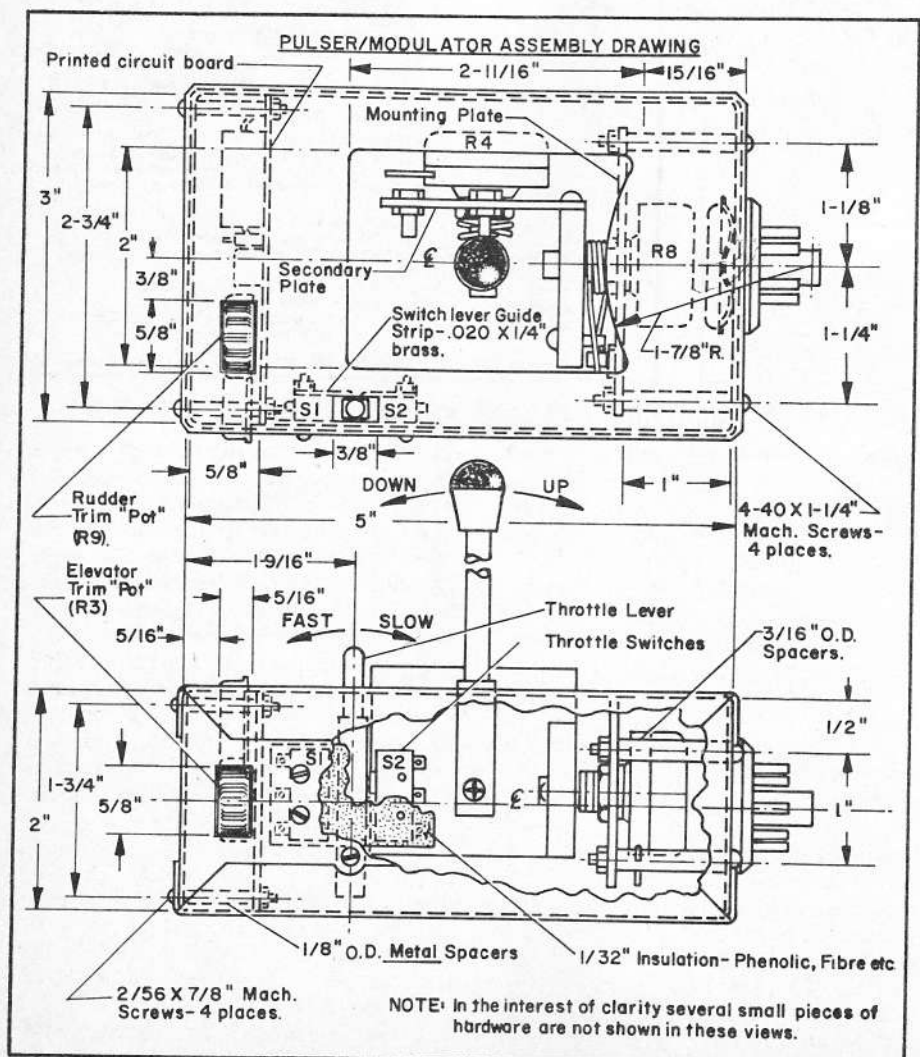 PULSER/MODULATOR ASSEMBLY DRAWING
Printed circuit board
2-11/16"
15/16"
Mounting Plate
R4
3"
2-3/4"
2"
1-1/8"
℄
R8
Secondary
Plate
3/8"
5/8"
Switch lever Guide
Strip-.020 X 1/4"
brass.
1-7/8"R.
1-1/4"
S1
S2
3/8"
5/8"
1"
DOWN
UP
Rudder
Trim "Pot"
(R9).
5"
4-40 X 1-1/4"
Mach. Screws-
4 places.
1-9/16"
Elevator
Trim "Pot"
(R3)
5/16"
5/16"
FAST
SLOW
Throttle Lever
Throttle Switches
3/16" O.D.
Spacers.
1/2"
S1
S2
1-3/4"
5/8"
2"
℄
1"
1/8" O.D. Metal Spacers
1/32" Insulation- Phenolic, Fibre etc.
2/56 X 7/8" Mach.
Screws- 4 places.
NOTE: In the interest of clarity several small pieces of
hardware are not shown in these views.